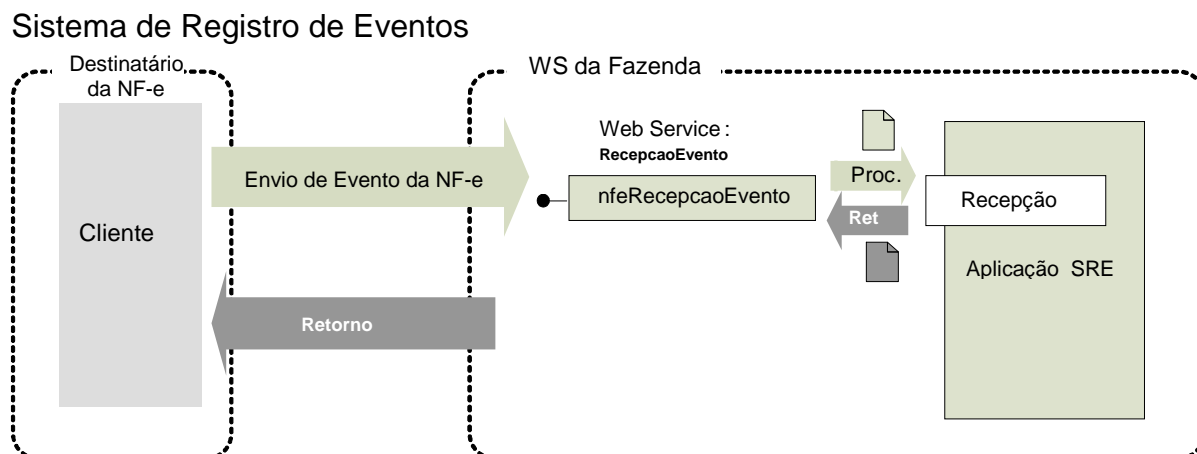 Sistema de Registro de Eventos
Destinatário
da NF-e
WS da Fazenda
Web Service :
RecepcaoEvento
Envio de Evento da NF-e
nfeRecepcaoEvento
Proc.
Ret
Recepção
Cliente
Aplicação SRE
Retorno